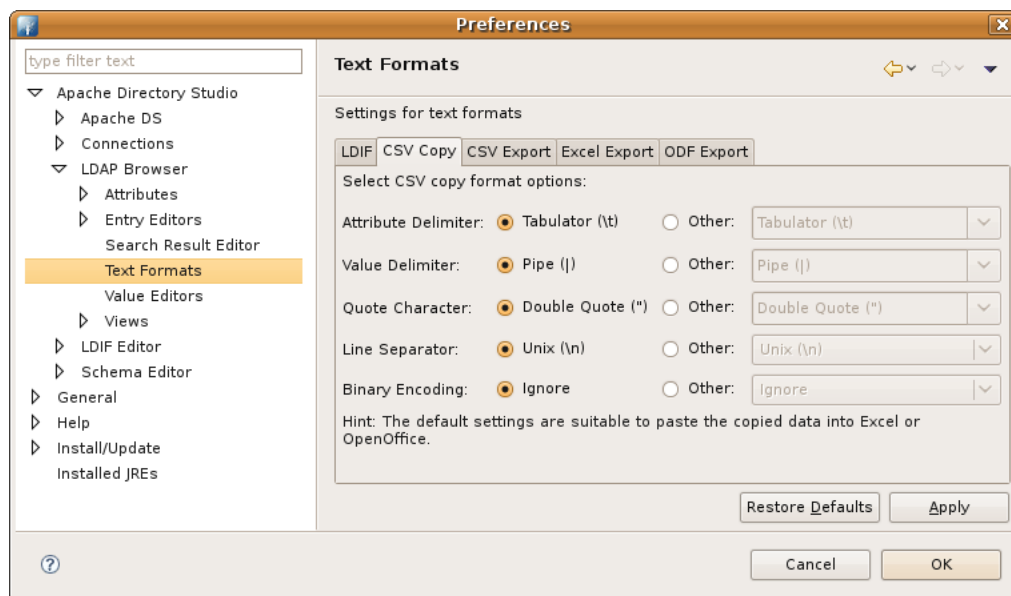 Preferences
type filter text
Apache Directory Studio
Apache DS
Connections
LDAP Browser
Attributes
Entry Editors
Search Result Editor
Text Formats
Value Editors
Views
LDIF Editor
Schema Editor
General
Help
Install/Update
Installed JREs
Text Formats
Settings for text formats
LDIF CSV Copy CSV Export Excel Export ODF Export
Select CSV copy format options:
Attribute Delimiter: Tabulator (\t) Other: Tabulator (\t)
Value Delimiter: Pipe (|) Other: Pipe (|)
Quote Character: Double Quote (") Other: Double Quote (")
Line Separator: Unix (\n) Other: Unix (\n)
Binary Encoding: Ignore Other: Ignore
Hint: The default settings are suitable to paste the copied data into Excel or
OpenOffice.
Restore Defaults Apply
? Cancel OK